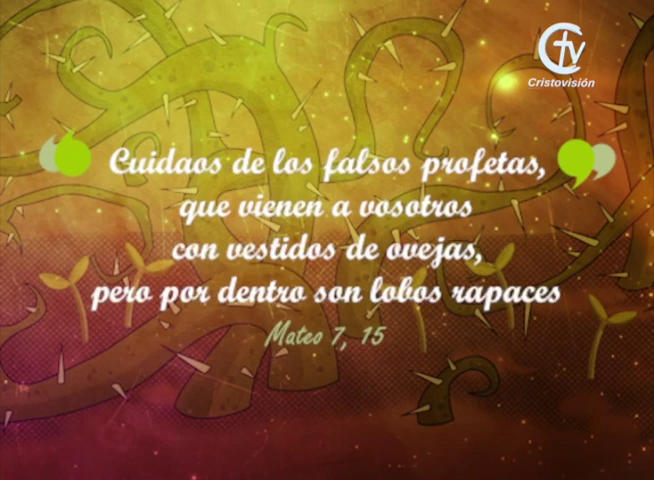 CTV
Cristovisión
Cuidaos de los falsos profetas,
que vienen a vosotros
con vestidos de ovejas,
pero por dentro son lobos rapaces
Mateo 7, 15